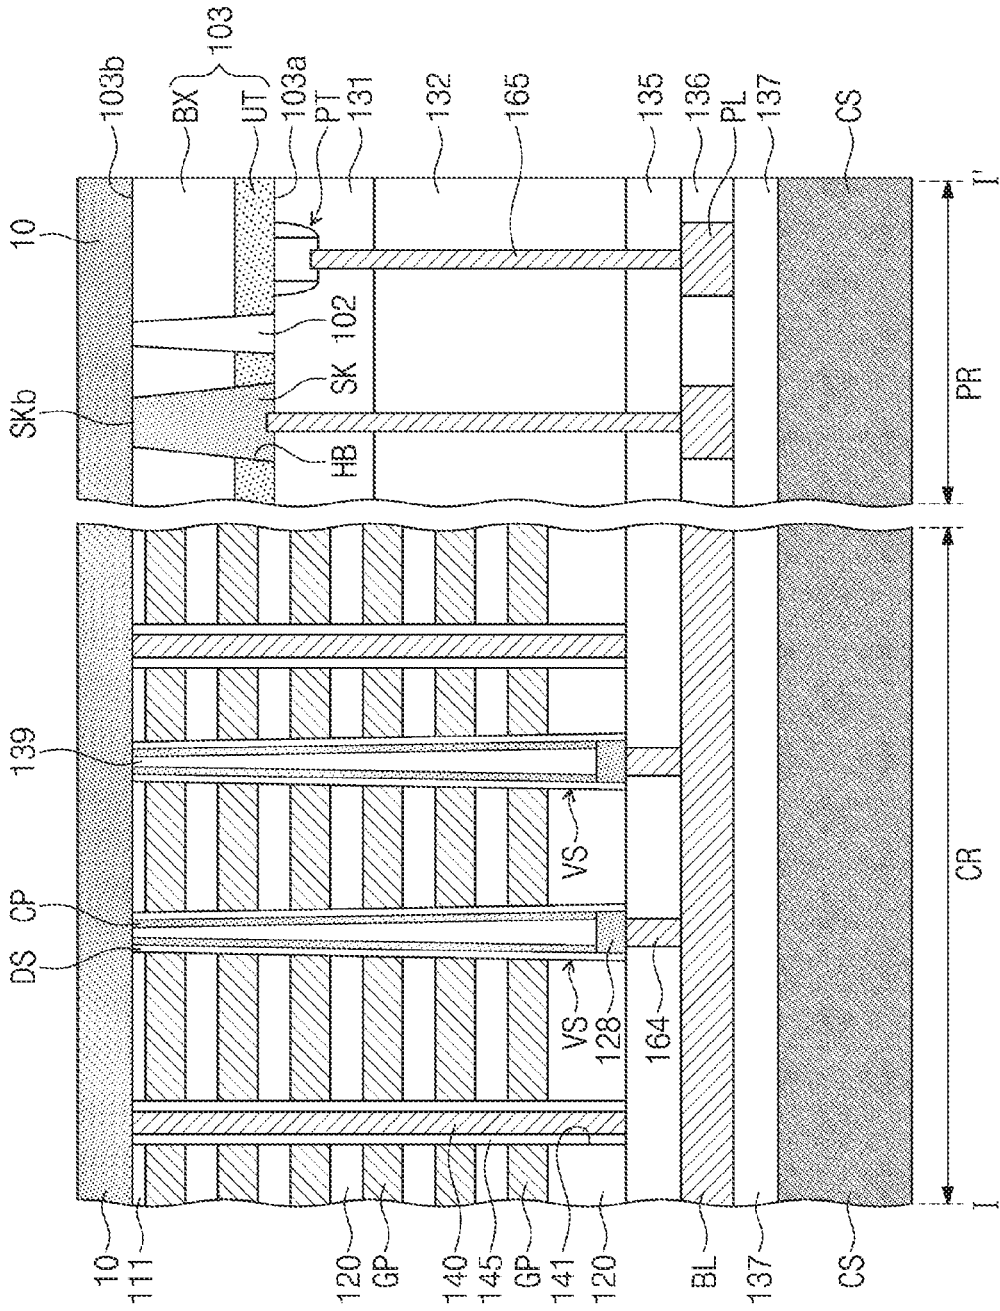 DS
CP
139
SKb
10
10
111
120
GP
140
145
GP
141
120
BL
137
CS
103b
BX
103
UT
103a
PT
131
132
165
135
136
PL
137
CS
102
SK
HB
VS
VS
128
164
I
CR
PR
I'